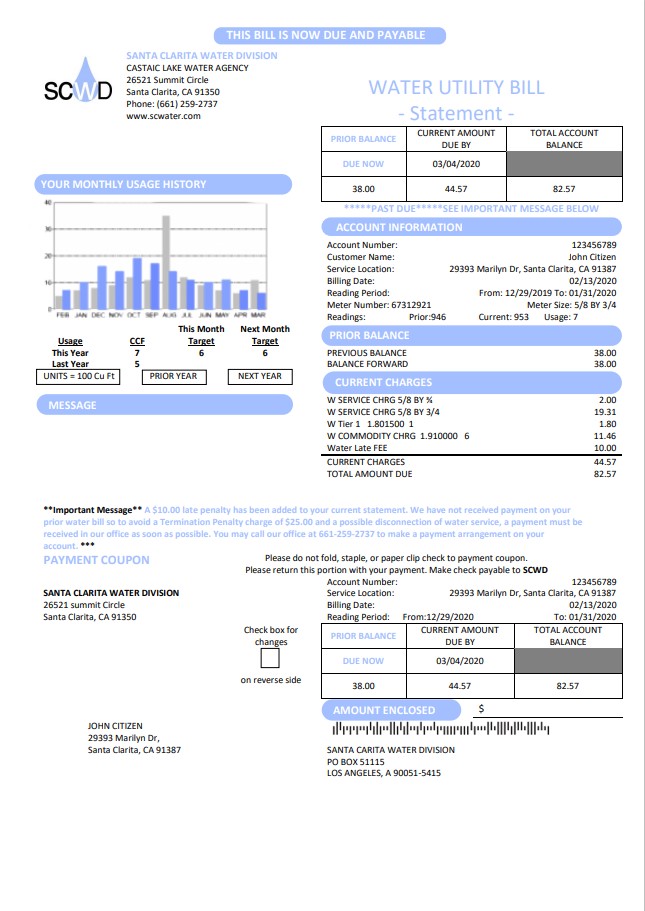 THIS BILL IS NOW DUE AND PAYABLE
SCWD
SANTA CLARITA WATER DIVISION
CASTAIC LAKE WATER AGENCY
26521 Summit Circle
Santa Clarita, CA 91350
Phone: (661) 259-2737
www.scwater.com
WATER UTILITY BILL
- Statement -
PRIOR BALANCE CURRENT AMOUNT DUE BY TOTAL ACCOUNT BALANCE
DUE NOW 03/04/2020
38.00 44.57 82.57
*****PAST DUE*****SEE IMPORTANT MESSAGE BELOW
YOUR MONTHLY USAGE HISTORY
40
30
20
10
0
FEB JAN DEC NOV OCT SEP AUG JUL JUN MAY APR MAR
This Month Next Month
Usage CCF Target Target
This Year 7 6 6
Last Year 5
UNITS = 100 Cu Ft PRIOR YEAR NEXT YEAR
MESSAGE
ACCOUNT INFORMATION
Account Number: 123456789
Customer Name: John Citizen
Service Location: 29393 Marilyn Dr, Santa Clarita, CA 91387
Billing Date: 02/13/2020
Reading Period: From: 12/29/2019 To: 01/31/2020
Meter Number: 67312921 Meter Size: 5/8 BY 3/4
Readings: Prior:946 Current: 953 Usage: 7
PRIOR BALANCE
PREVIOUS BALANCE 38.00
BALANCE FORWARD 38.00
CURRENT CHARGES
W SERVICE CHRG 5/8 BY ¾ 2.00
W SERVICE CHRG 5/8 BY 3/4 19.31
W Tier 1 1.801500 1 1.80
W COMMODITY CHRG 1.910000 6 11.46
Water Late FEE 10.00
CURRENT CHARGES 44.57
TOTAL AMOUNT DUE 82.57
**Important Message** A $10.00 late penalty has been added to your current statement. We have not received payment on your
prior water bill so to avoid a Termination Penalty charge of $25.00 and a possible disconnection of water service, a payment must be
received in our office as soon as possible. You may call our office at 661-259-2737 to make a payment arrangement on your
account. ***
PAYMENT COUPON
Please do not fold, staple, or paper clip check to payment coupon.
Please return this portion with your payment. Make check payable to SCWD
SANTA CLARITA WATER DIVISION
26521 summit Circle
Santa Clarita, CA 91350
Account Number: 123456789
Service Location: 29393 Marilyn Dr, Santa Clarita, CA 91387
Billing Date: 02/13/2020
Reading Period: From:12/29/2020 To: 01/31/2020
Check box for
changes
on reverse side
PRIOR BALANCE CURRENT AMOUNT DUE BY TOTAL ACCOUNT BALANCE
DUE NOW 03/04/2020
38.00 44.57 82.57
AMOUNT ENCLOSED $
JOHN CITIZEN
29393 Marilyn Dr,
Santa Clarita, CA 91387
SANTA CARITA WATER DIVISION
PO BOX 51115
LOS ANGELES, A 90051-5415